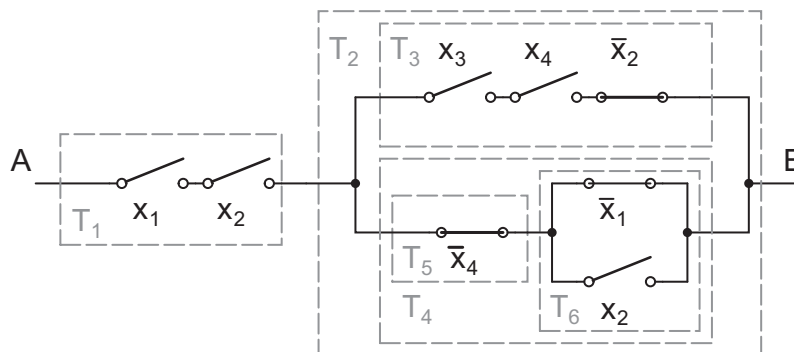 T₂
T₃ x₃ x₄ x̅₂
A B
T₁ x₁ x₂
x̅₁
T₅ x̅₄
T₄ T₆ x₂